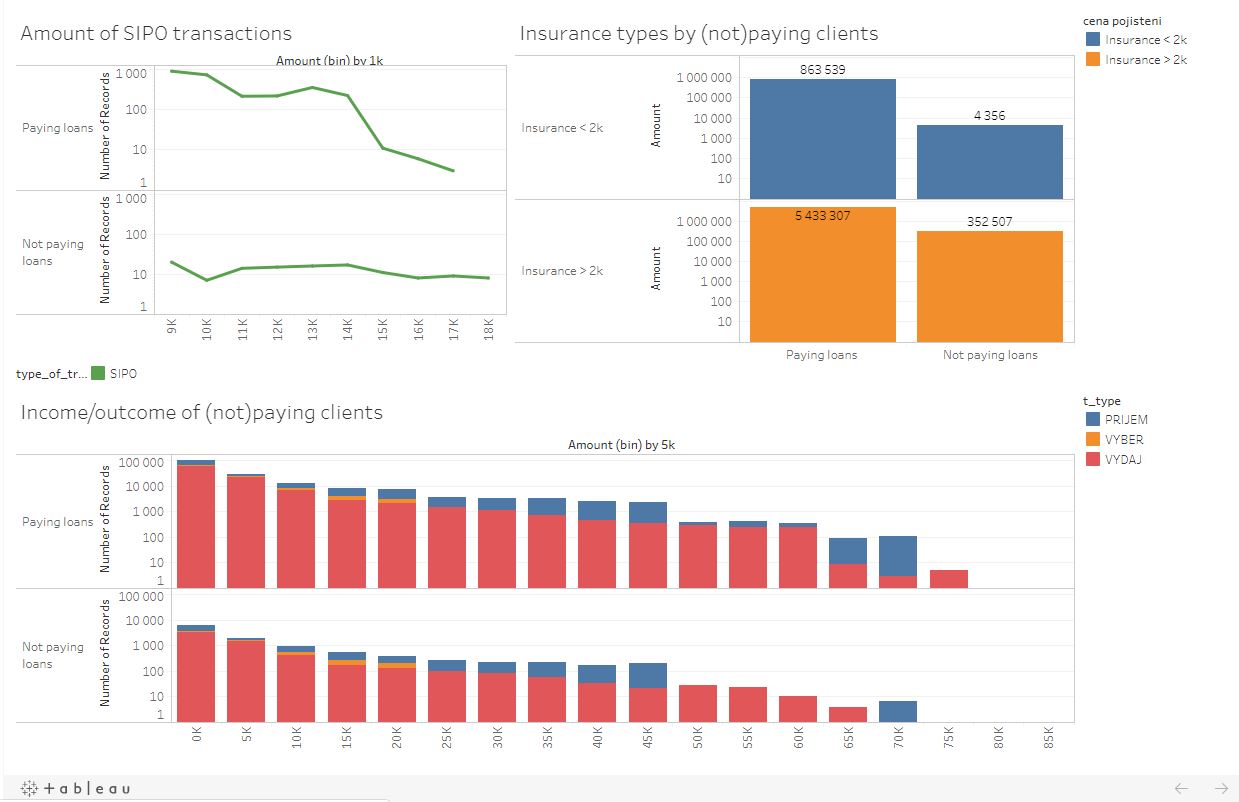 Amount of SIPO transactions
Amount (bin) by 1k
Paying loans
Number of Records
1 000
100
10
1
Not paying
loans
Number of Records
1 000
100
10
1
9K 10K 11K 12K 13K 14K 15K 16K 17K 18K
type_of_tr... SIPO
Insurance types by (not)paying clients
Insurance < 2k
Amount
1 000 000
100 000
10 000
1 000
100
10
863 539
4 356
Insurance > 2k
Amount
1 000 000
100 000
10 000
1 000
100
10
5 433 307
352 507
Paying loans
Not paying loans
cena pojisteni
Insurance < 2k
Insurance > 2k
Income/outcome of (not)paying clients
Amount (bin) by 5k
Paying loans
Number of Records
100 000
10 000
1 000
100
10
1
Not paying
loans
Number of Records
100 000
10 000
1 000
100
10
1
0K 5K 10K 15K 20K 25K 30K 35K 40K 45K 50K 55K 60K 65K 70K 75K 80K 85K
t_type
PRIJEM
VYBER
VYDAJ
+ a b l e a u